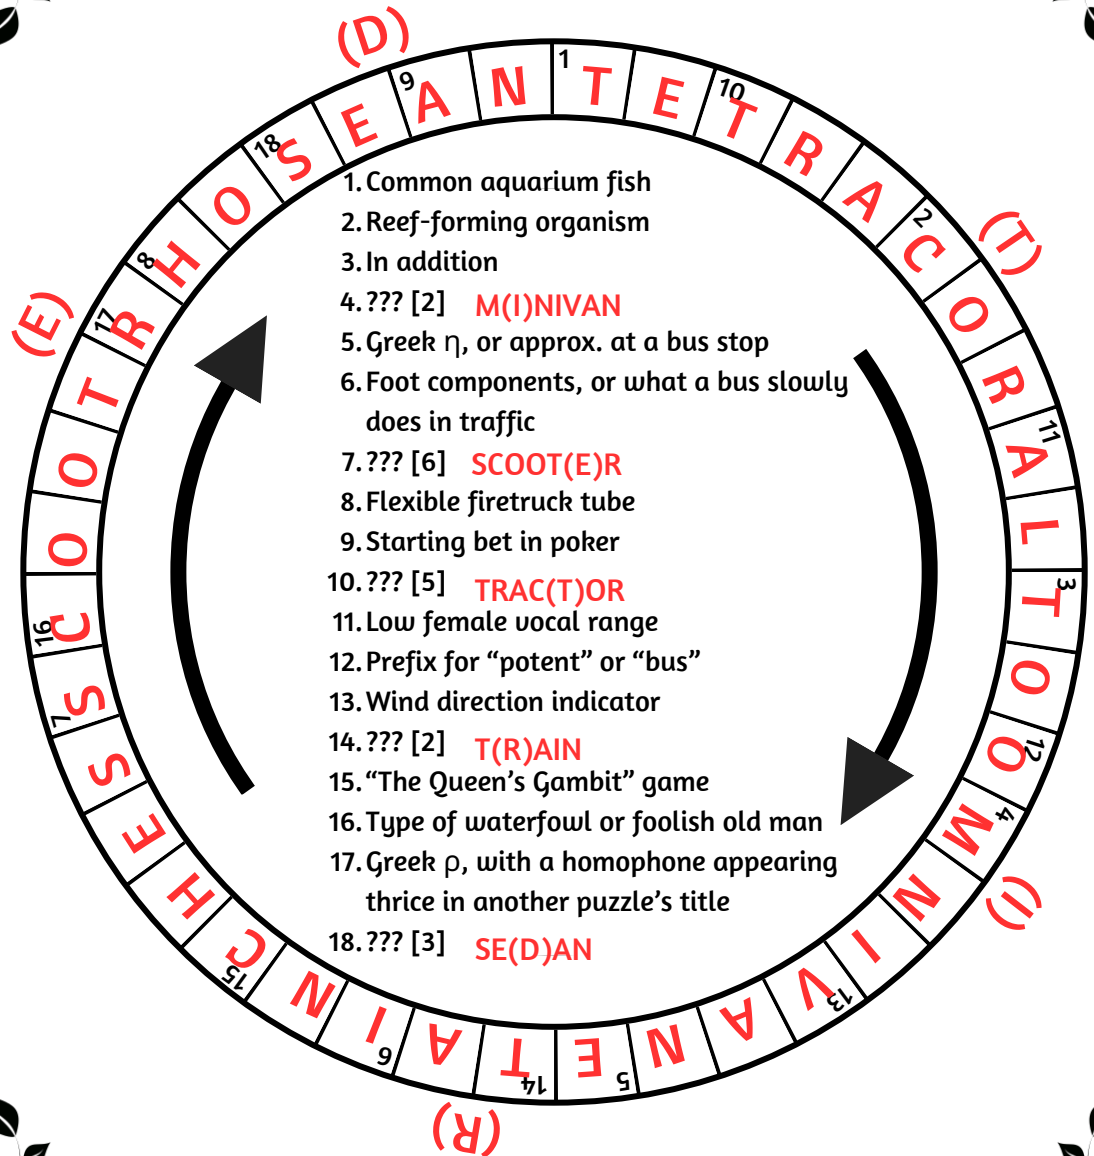 (D)
1 T E 10 T R A 2 C O R 11 A L 3 T O 12 O 4 M N I 13 V A N 5 E 14 T A 6 I N 15 C H E S 7 S 16 C O O T 17 R 8 H O 18 S E 9 A N
(T)
(I)
(R)
(E)
1. Common aquarium fish
2. Reef-forming organism
3. In addition
4. ??? [2] M(I)NIVAN
5. Greek η, or approx. at a bus stop
6. Foot components, or what a bus slowly
does in traffic
7. ??? [6] SCOOT(E)R
8. Flexible firetruck tube
9. Starting bet in poker
10. ??? [5] TRAC(T)OR
11. Low female vocal range
12. Prefix for “potent” or “bus”
13. Wind direction indicator
14. ??? [2] T(R)AIN
15. “The Queen’s Gambit” game
16. Type of waterfowl or foolish old man
17. Greek ρ, with a homophone appearing
thrice in another puzzle’s title
18. ??? [3] SE(D)AN